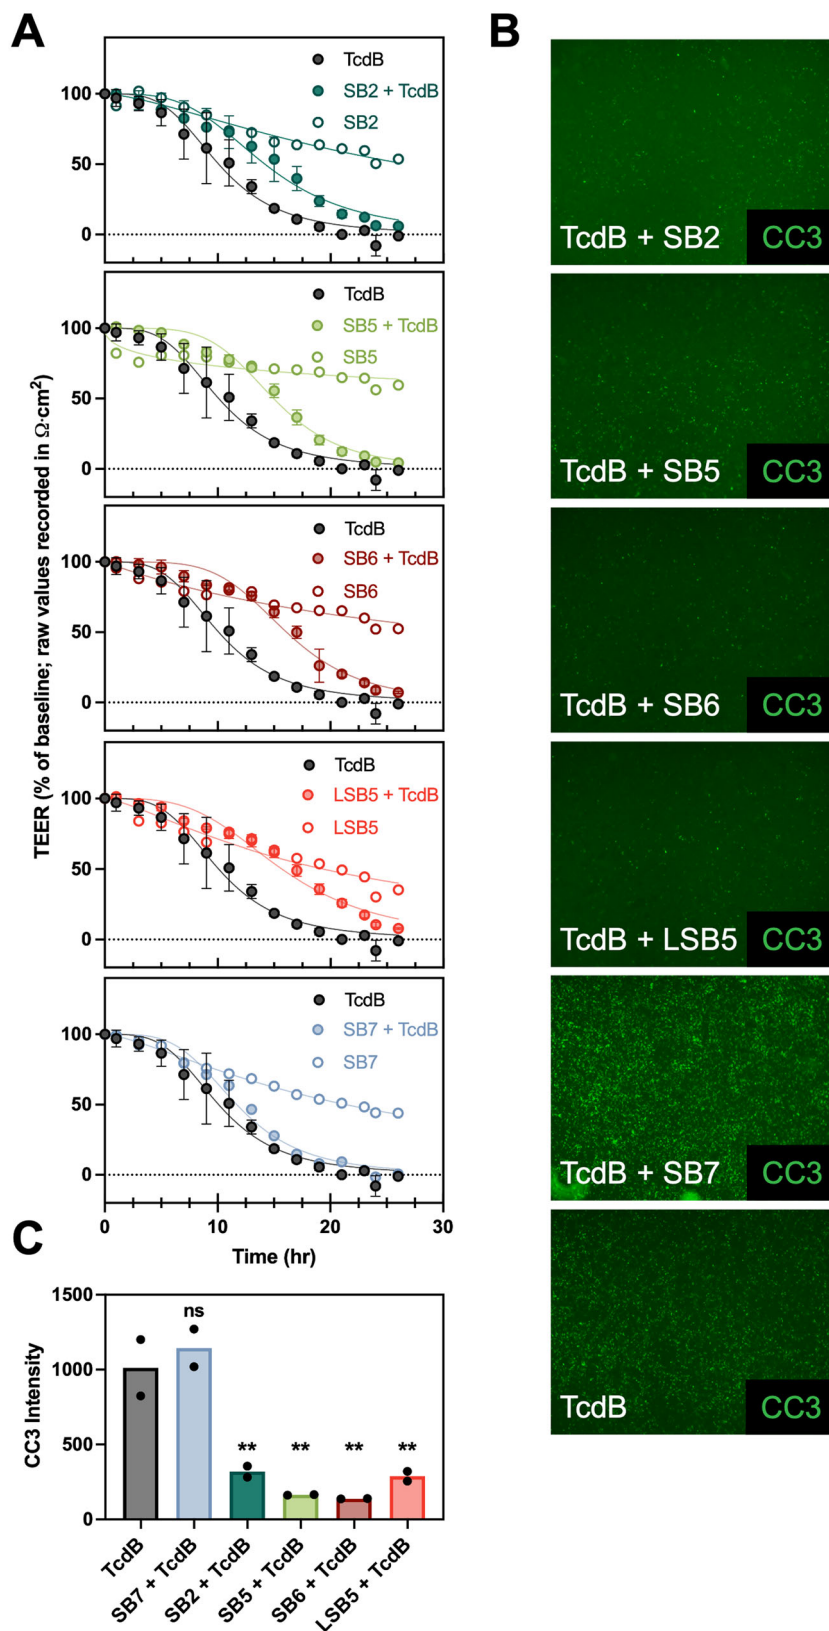 A
TEER (% of baseline; raw values recorded in Ω·cm²)
100
50
0
TcdB
SB2 + TcdB
SB2
100
50
0
TcdB
SB5 + TcdB
SB5
100
50
0
TcdB
SB6 + TcdB
SB6
100
50
0
TcdB
LSB5 + TcdB
LSB5
100
50
0
TcdB
SB7 + TcdB
SB7
0 10 20 30
Time (hr)
B
TcdB + SB2 CC3
TcdB + SB5 CC3
TcdB + SB6 CC3
TcdB + LSB5 CC3
TcdB + SB7 CC3
TcdB CC3
C
CC3 Intensity
1500
1000
500
0
ns
** ** ** **
TcdB
SB7 + TcdB
SB2 + TcdB
SB5 + TcdB
SB6 + TcdB
LSB5 + TcdB